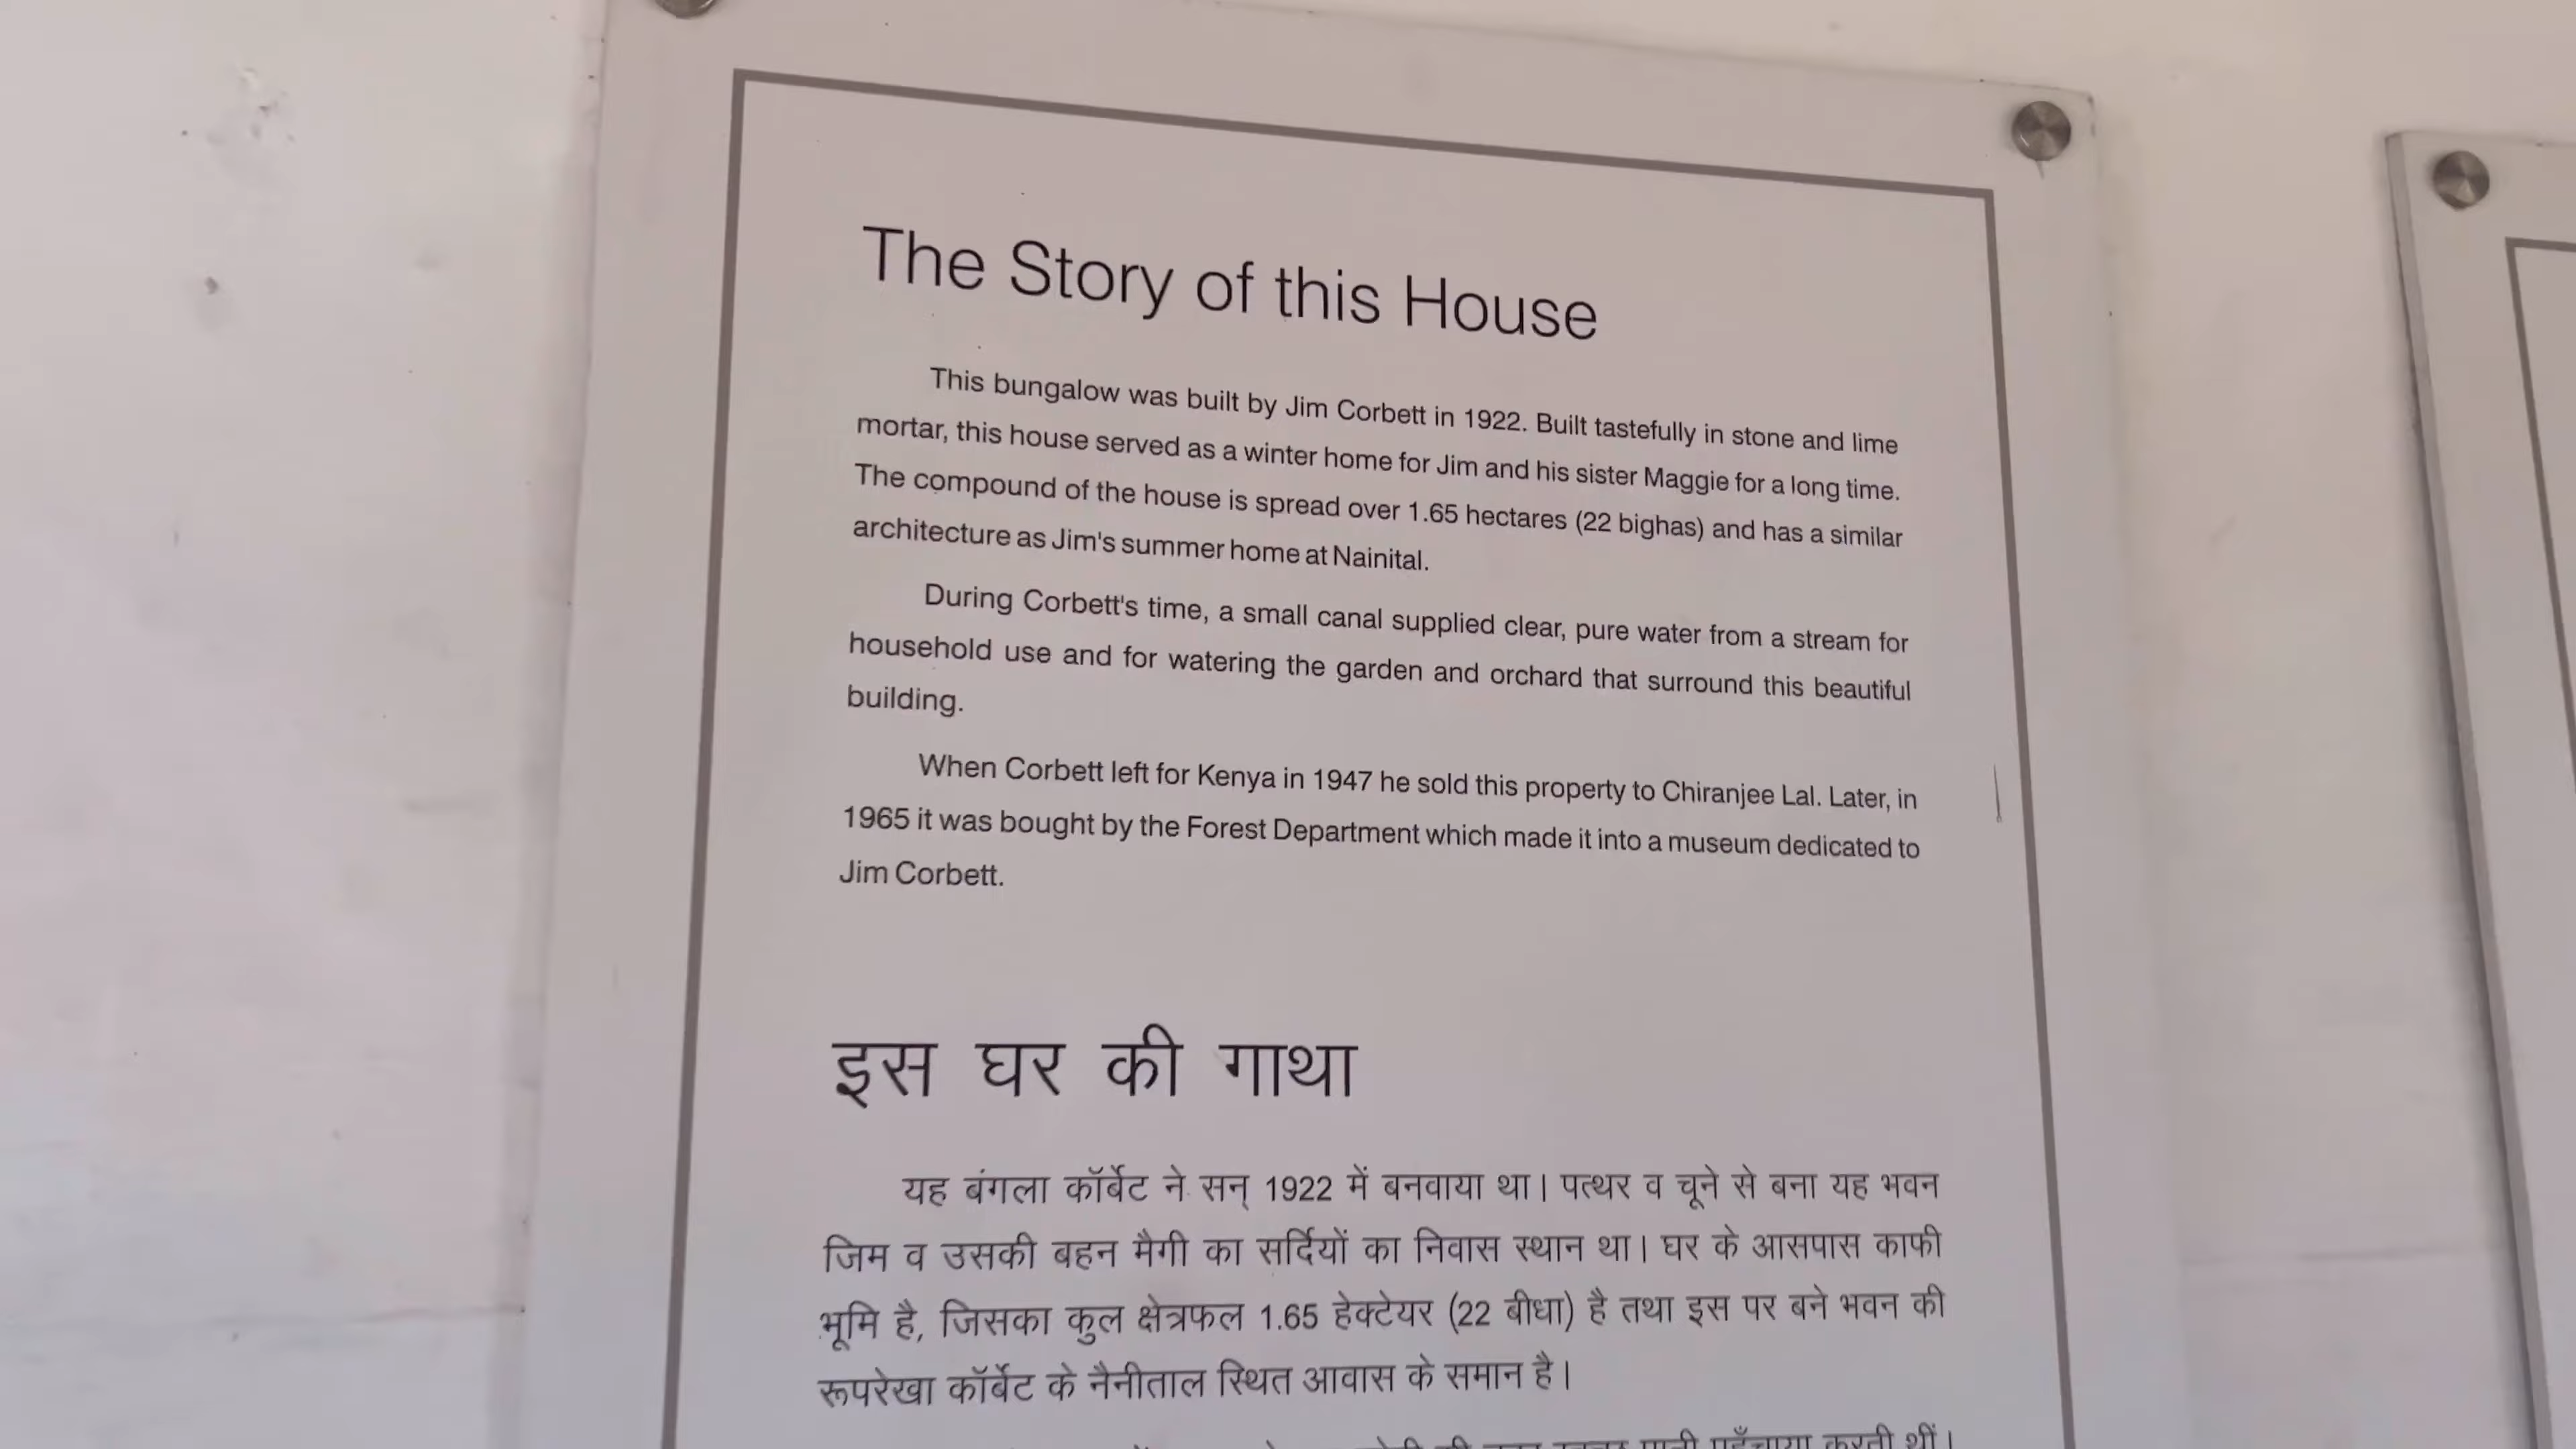 The Story of this House
This bungalow was built by Jim Corbett in 1922. Built tastefully in stone and lime
mortar, this house served as a winter home for Jim and his sister Maggie for a long time.
The compound of the house is spread over 1.65 hectares (22 bighas) and has a similar
architecture as Jim's summer home at Nainital.
During Corbett's time, a small canal supplied clear, pure water from a stream for
household use and for watering the garden and orchard that surround this beautiful
building.
When Corbett left for Kenya in 1947 he sold this property to Chiranjee Lal. Later, in
1965 it was bought by the Forest Department which made it into a museum dedicated to
Jim Corbett.
इस घर की गाथा
यह बंगला कॉर्बेट ने सन् 1922 में बनवाया था। पत्थर व चूने से बना यह भवन
जिम व उसकी बहन मैगी का सर्दियों का निवास स्थान था। घर के आसपास काफी
भूमि है, जिसका कुल क्षेत्रफल 1.65 हेक्टेयर (22 बीधा) है तथा इस पर बने भवन की
रूपरेखा कॉर्बेट के नैनीताल स्थित आवास के समान है।
पानी पहुँचाया करती थीं।